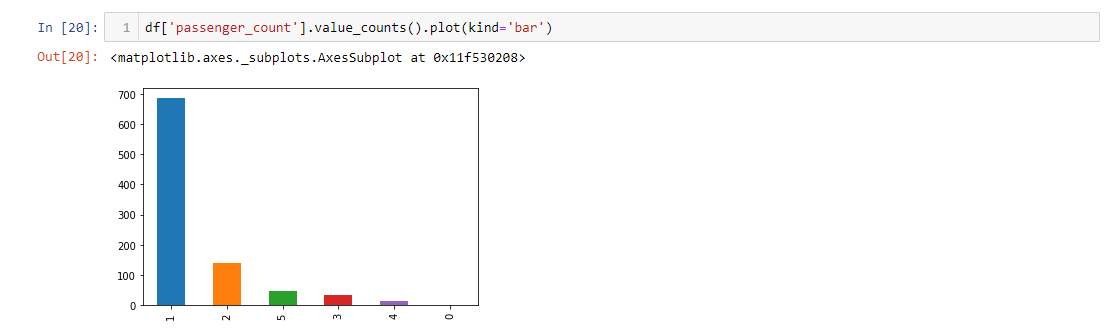 In [20]: 1 df['passenger_count'].value_counts().plot(kind='bar')
Out[20]: <matplotlib.axes._subplots.AxesSubplot at 0x11f530208>
700
600
500
400
300
200
100
0
1 2 5 3 4 0